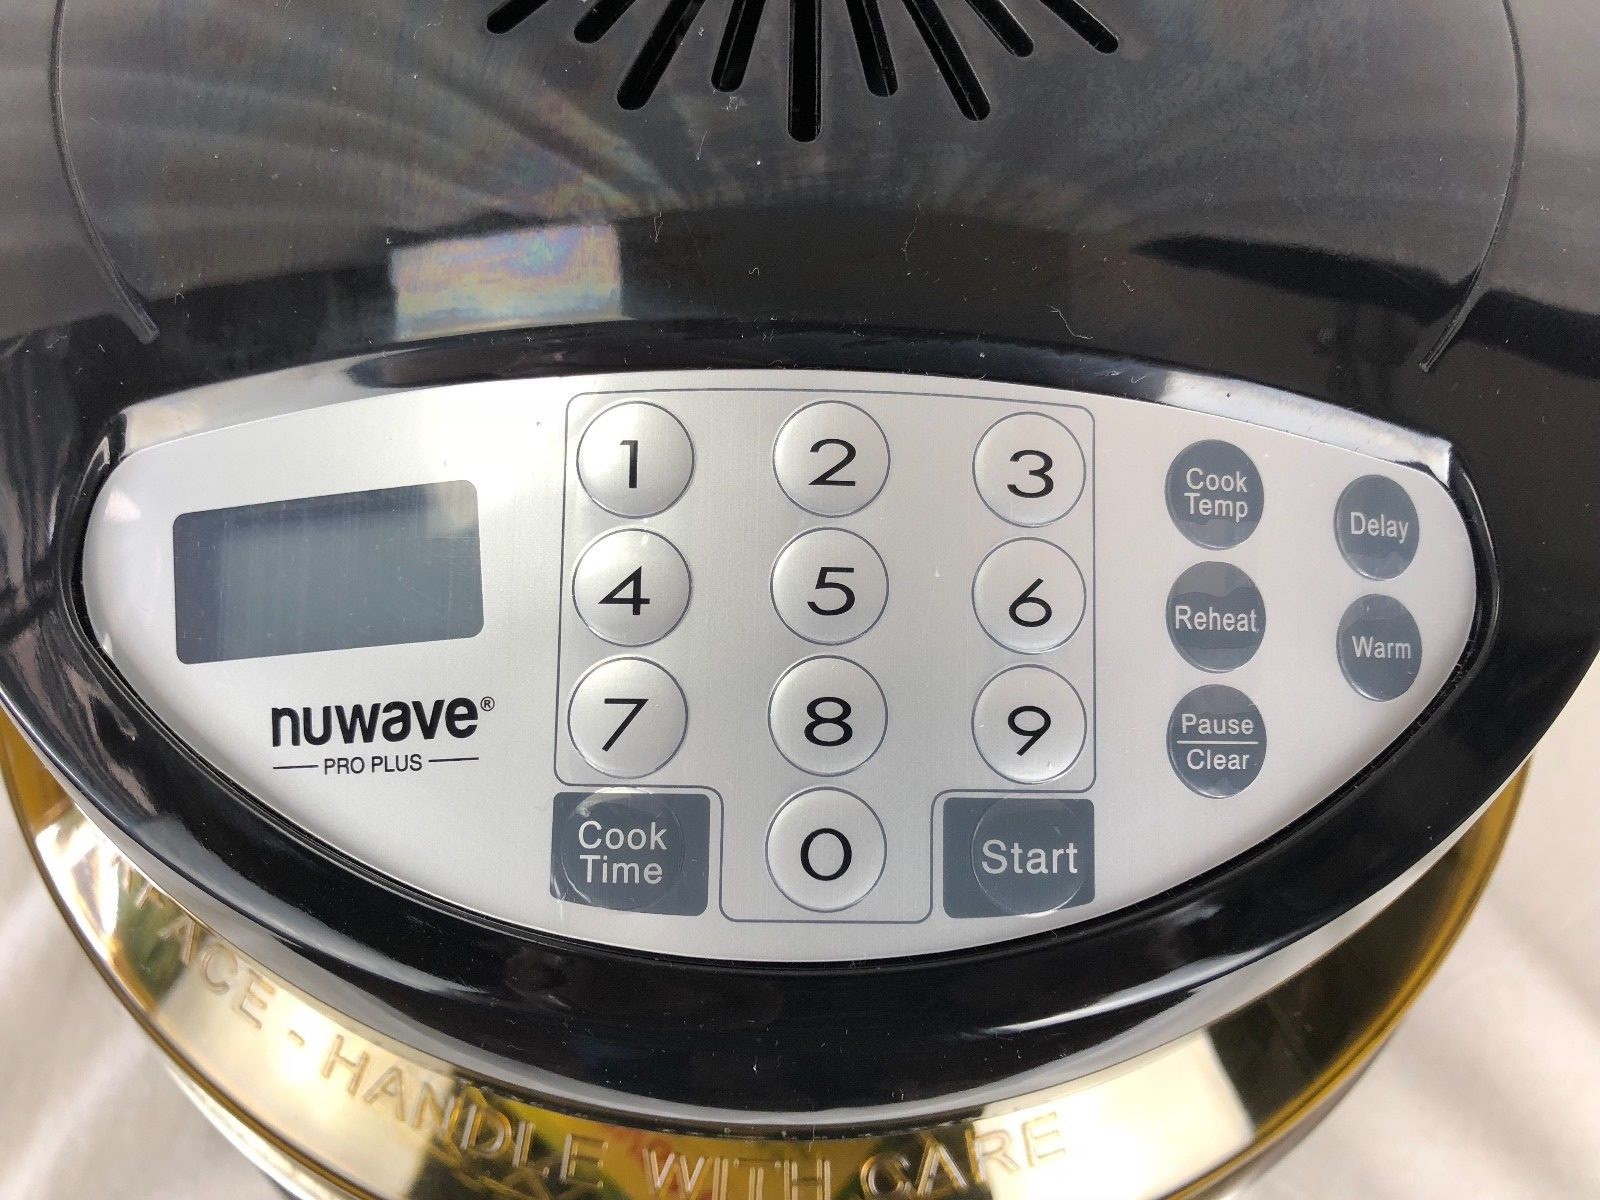 1 2 3
4 5 6
7 8 9
0
Cook
Time
Start
Cook
Temp
Delay
Reheat
Warm
Pause
Clear
nuwave®
PRO PLUS
- HANDLE WITH CARE